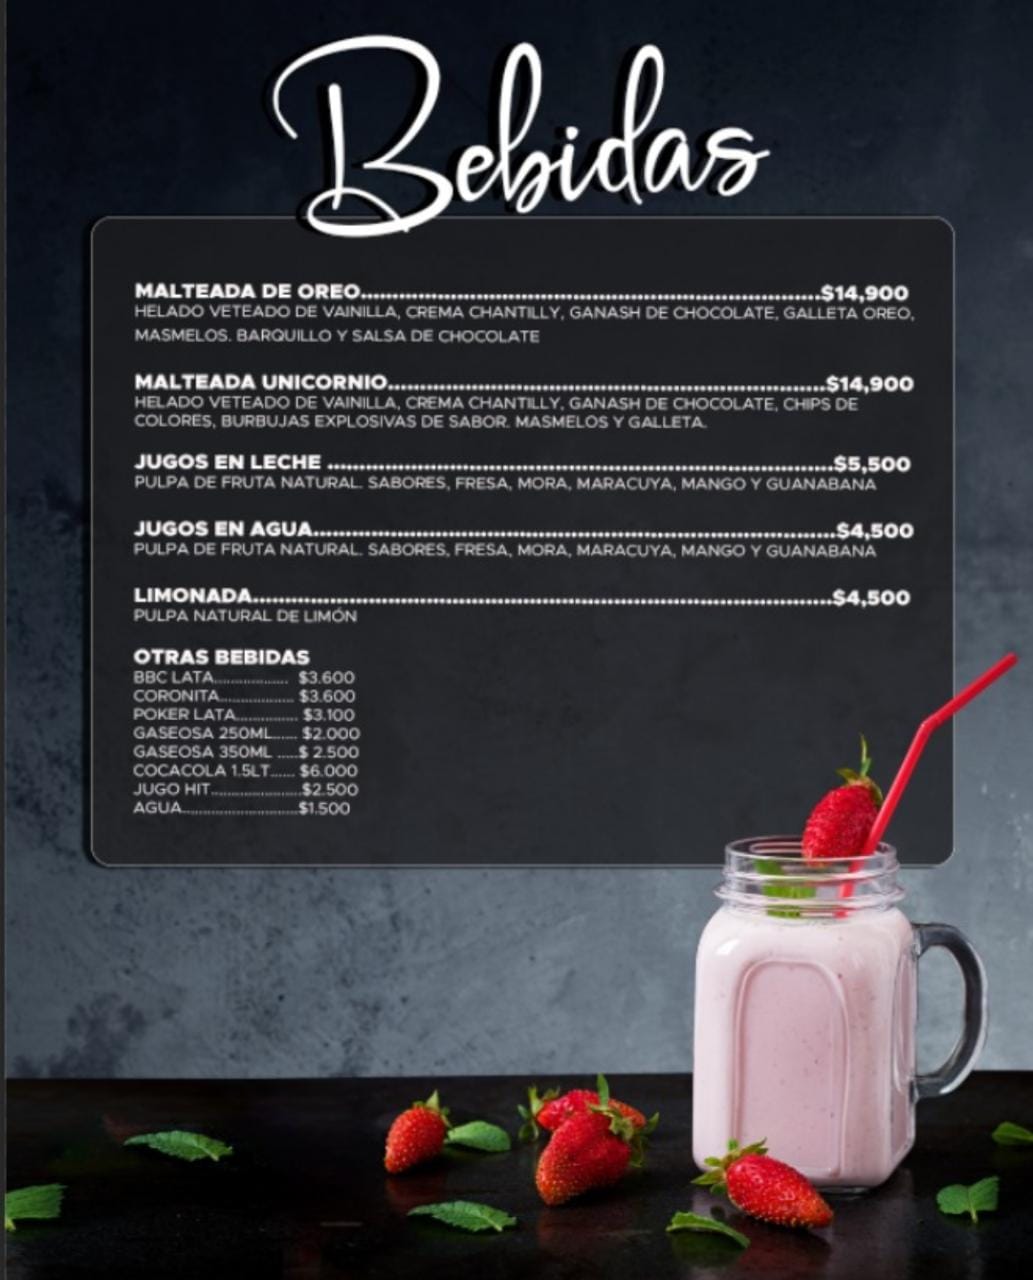 Bebidas
MALTEADA DE OREO............................................................$14,900
HELADO VETEADO DE VAINILLA, CREMA CHANTILLY, GANASH DE CHOCOLATE, GALLETA OREO,
MASMELOS. BARQUILLO Y SALSA DE CHOCOLATE
MALTEADA UNICORNIO............................................................$14,900
HELADO VETEADO DE VAINILLA, CREMA CHANTILLY, GANASH DE CHOCOLATE, CHIPS DE
COLORES, BURBUJAS EXPLOSIVAS DE SABOR. MASMELOS Y GALLETA.
JUGOS EN LECHE ............................................................$5,500
PULPA DE FRUTA NATURAL. SABORES, FRESA, MORA, MARACUYA, MANGO Y GUANABANA
JUGOS EN AGUA............................................................$4,500
PULPA DE FRUTA NATURAL. SABORES, FRESA, MORA, MARACUYA, MANGO Y GUANABANA
LIMONADA............................................................$4,500
PULPA NATURAL DE LIMÓN
OTRAS BEBIDAS
BBC LATA................... $3.600
CORONITA................... $3.600
POKER LATA................ $3.100
GASEOSA 250ML...... $2.000
GASEOSA 350ML .....$ 2.500
COCACOLA 1.5LT...... $6.000
JUGO HIT.......................$2.500
AGUA..............................$1.500